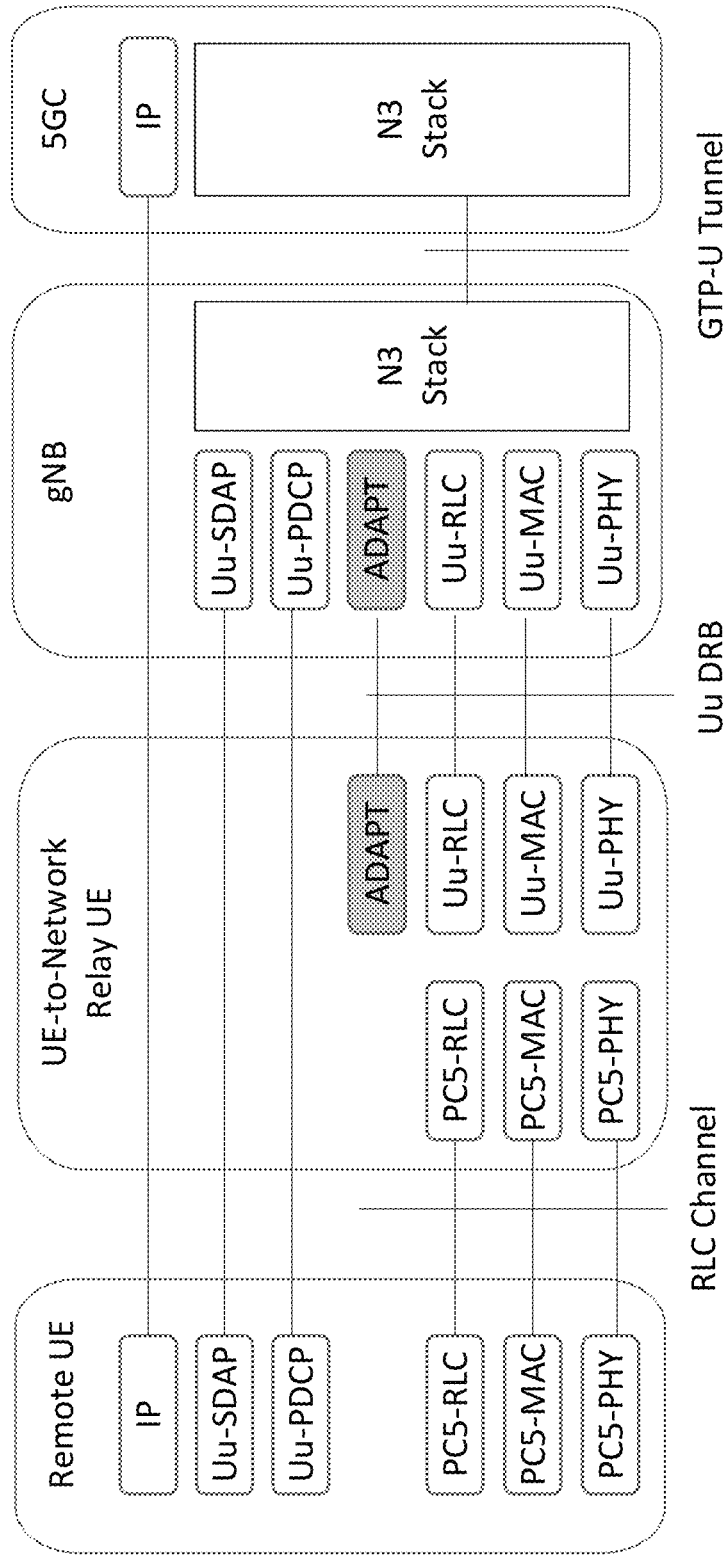 Remote UE
IP
Uu-SDAP
Uu-PDCP
PC5-RLC
PC5-MAC
PC5-PHY
RLC Channel
UE-to-Network
Relay UE
PC5-RLC
PC5-MAC
PC5-PHY
ADAPT
Uu-RLC
Uu-MAC
Uu-PHY
Uu DRB
gNB
Uu-SDAP
Uu-PDCP
ADAPT
Uu-RLC
Uu-MAC
Uu-PHY
N3
Stack
GTP-U Tunnel
5GC
IP
N3
Stack